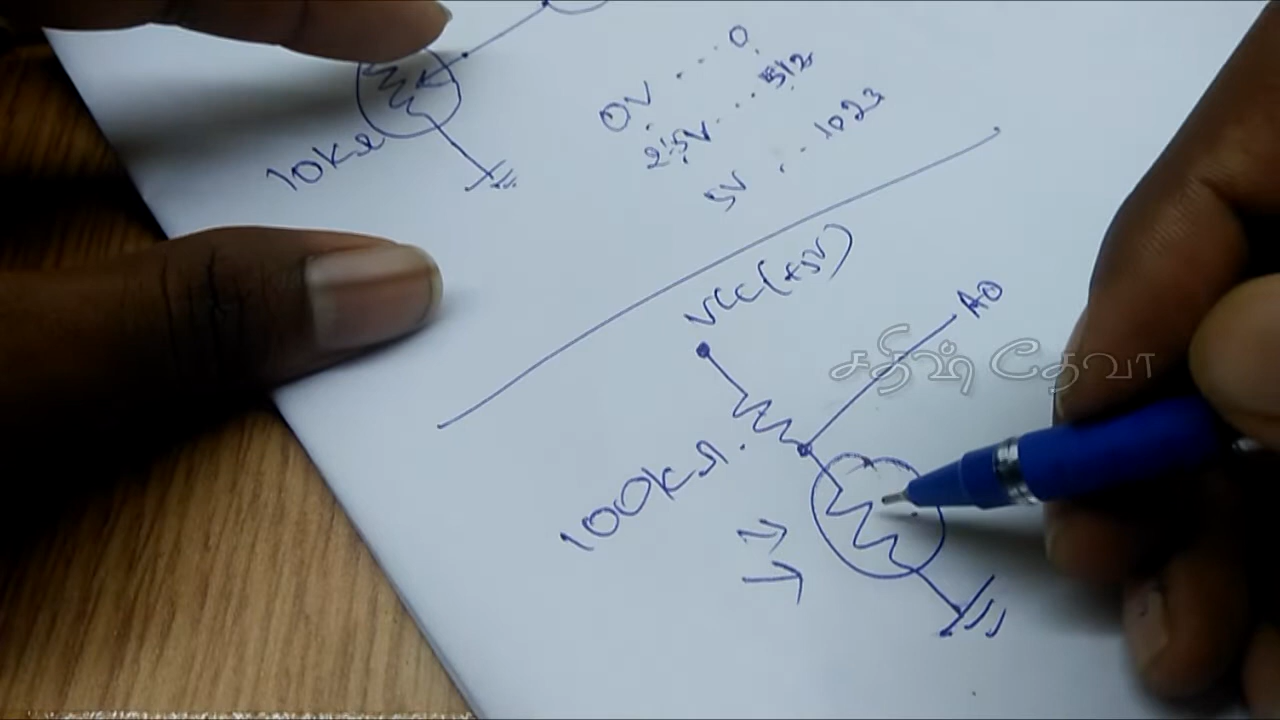 10KΩ
0V . . . 0
2.5V . . . 512
5V . . . 1023
VCC(+5V)
A0
100KΩ
சதிஷ் தேவா